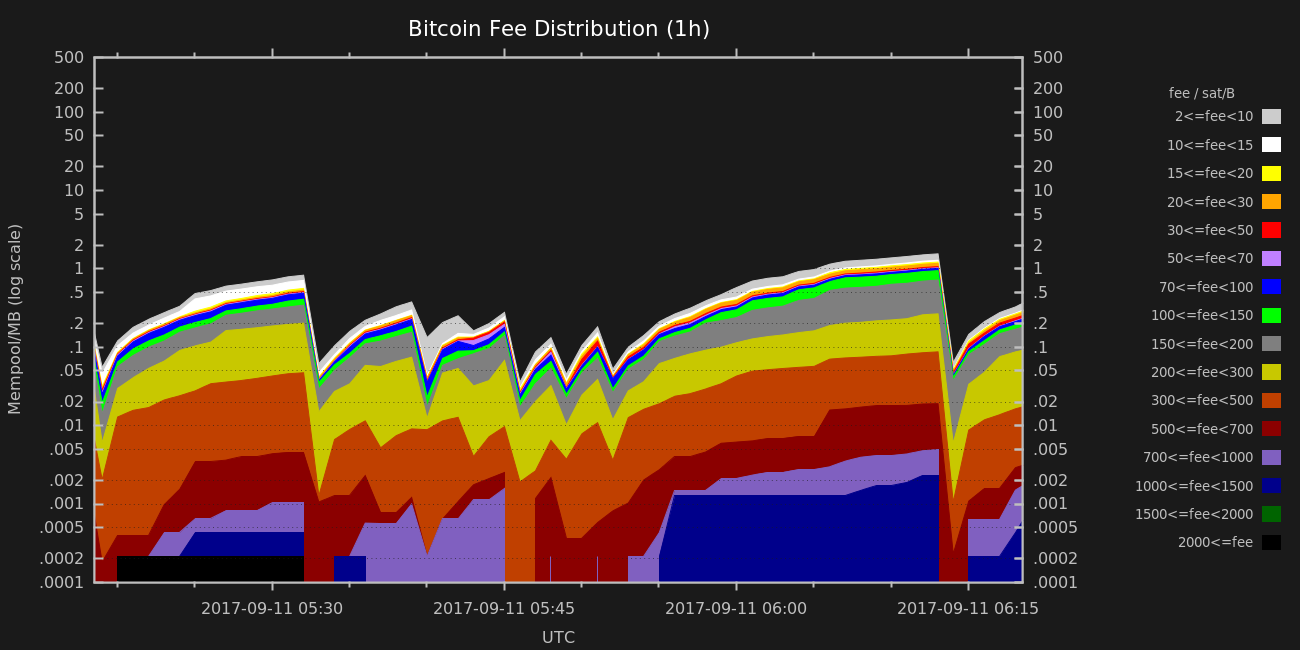 Bitcoin Fee Distribution (1h)
Mempool/MB (log scale)
500
200
100
50
20
10
5
2
1
.5
.2
.1
.05
.02
.01
.005
.002
.001
.0005
.0002
.0001
500
200
100
50
20
10
5
2
1
.5
.2
.1
.05
.02
.01
.005
.002
.001
.0005
.0002
.0001
2017-09-11 05:30
2017-09-11 05:45
2017-09-11 06:00
2017-09-11 06:15
UTC
fee / sat/B
2<=fee<10
10<=fee<15
15<=fee<20
20<=fee<30
30<=fee<50
50<=fee<70
70<=fee<100
100<=fee<150
150<=fee<200
200<=fee<300
300<=fee<500
500<=fee<700
700<=fee<1000
1000<=fee<1500
1500<=fee<2000
2000<=fee